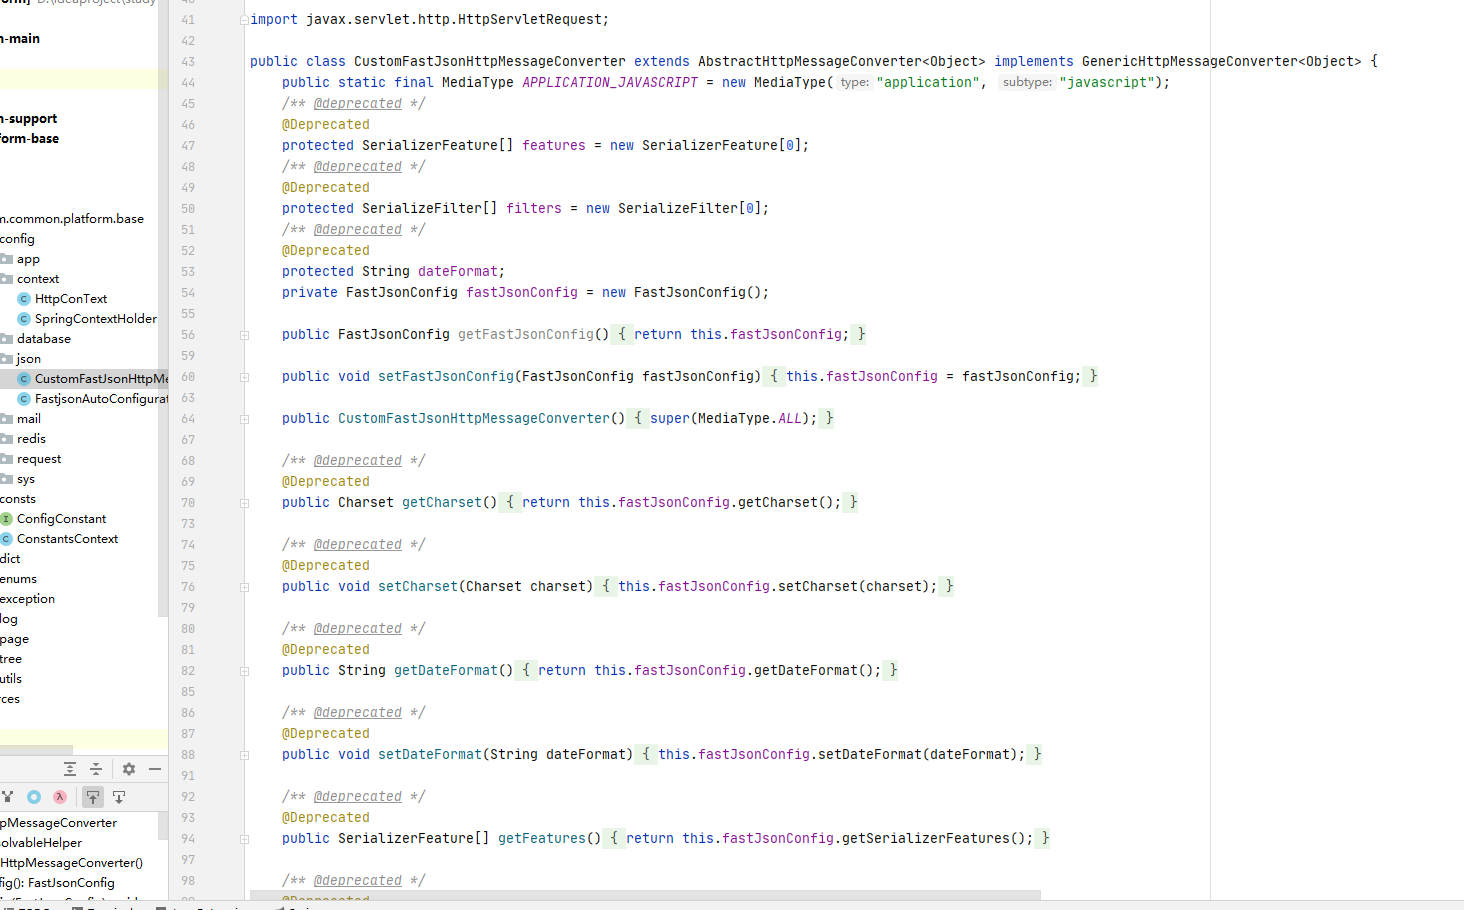 form] D:\ideaproject\study
n-main
n-support
form-base
m.common.platform.base
config
app
context
HttpConText
SpringContextHolder
database
json
CustomFastJsonHttpMe
FastjsonAutoConfigurat
mail
redis
request
sys
consts
ConfigConstant
ConstantsContext
dict
enums
exception
log
page
tree
utils
rces
pMessageConverter
solvableHelper
HttpMessageConverter()
fig(): FastJsonConfig
40
41 import javax.servlet.http.HttpServletRequest;
42
43 public class CustomFastJsonHttpMessageConverter extends AbstractHttpMessageConverter<Object> implements GenericHttpMessageConverter<Object> {
44 public static final MediaType APPLICATION_JAVASCRIPT = new MediaType( type: "application", subtype: "javascript");
45 /** @deprecated */
46 @Deprecated
47 protected SerializerFeature[] features = new SerializerFeature[0];
48 /** @deprecated */
49 @Deprecated
50 protected SerializeFilter[] filters = new SerializeFilter[0];
51 /** @deprecated */
52 @Deprecated
53 protected String dateFormat;
54 private FastJsonConfig fastJsonConfig = new FastJsonConfig();
55
56 public FastJsonConfig getFastJsonConfig() { return this.fastJsonConfig; }
59
60 public void setFastJsonConfig(FastJsonConfig fastJsonConfig) { this.fastJsonConfig = fastJsonConfig; }
63
64 public CustomFastJsonHttpMessageConverter() { super(MediaType.ALL); }
67
68 /** @deprecated */
69 @Deprecated
70 public Charset getCharset() { return this.fastJsonConfig.getCharset(); }
73
74 /** @deprecated */
75 @Deprecated
76 public void setCharset(Charset charset) { this.fastJsonConfig.setCharset(charset); }
79
80 /** @deprecated */
81 @Deprecated
82 public String getDateFormat() { return this.fastJsonConfig.getDateFormat(); }
85
86 /** @deprecated */
87 @Deprecated
88 public void setDateFormat(String dateFormat) { this.fastJsonConfig.setDateFormat(dateFormat); }
91
92 /** @deprecated */
93 @Deprecated
94 public SerializerFeature[] getFeatures() { return this.fastJsonConfig.getSerializerFeatures(); }
97
98 /** @deprecated */
99 @Deprecated